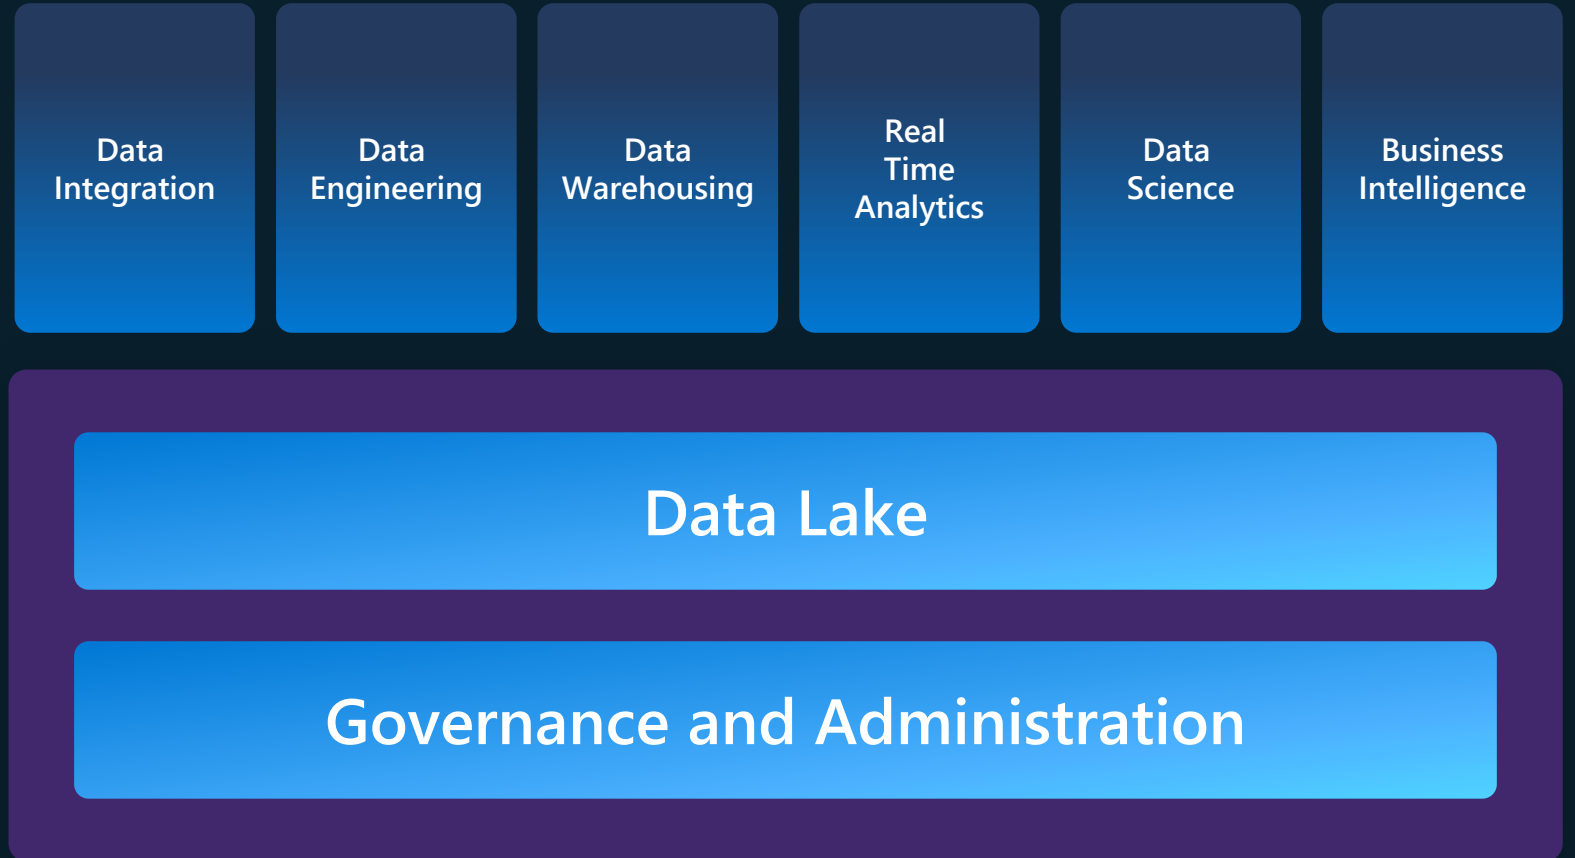 Data
Integration
Data
Engineering
Data
Warehousing
Real
Time
Analytics
Data
Science
Business
Intelligence
Data Lake
Governance and Administration